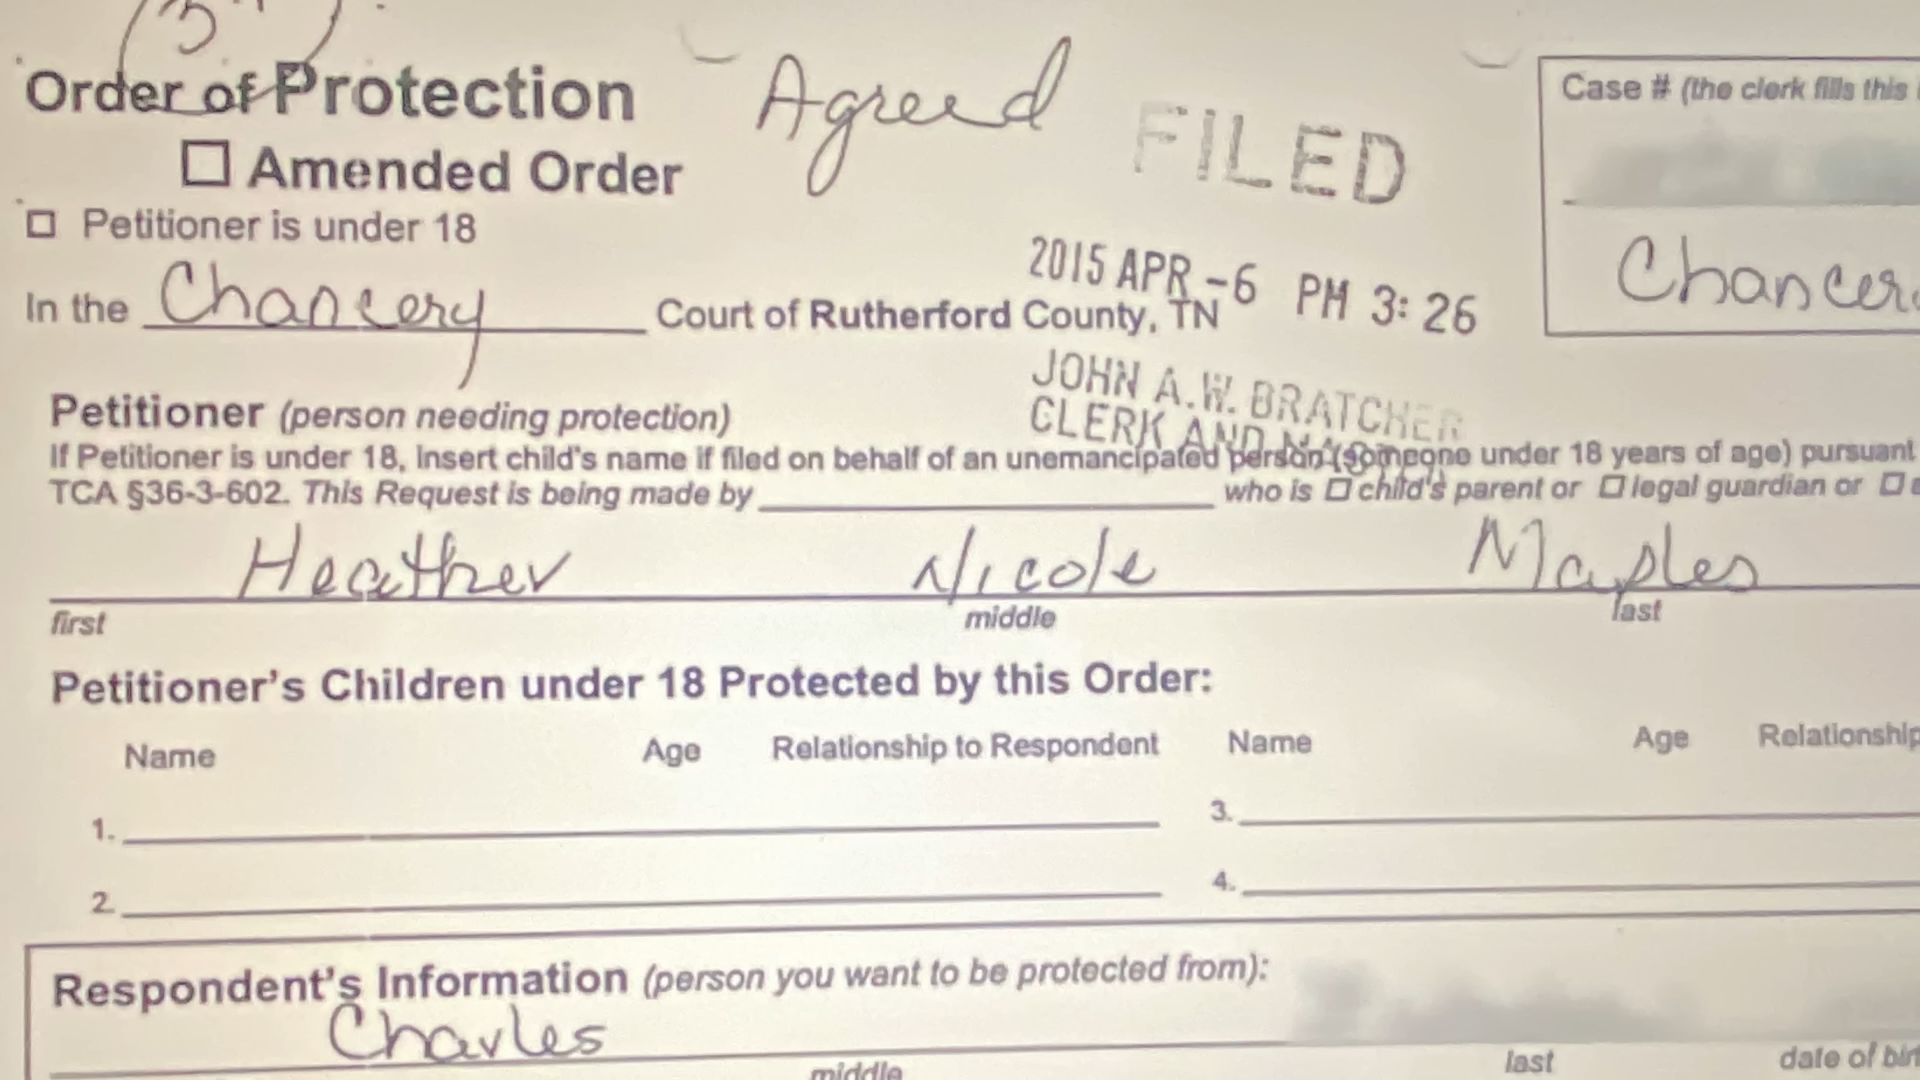 Order of Protection
Agreed
FILED
Case # (the clerk fills this
☐ Amended Order
☐ Petitioner is under 18
2015 APR -6 PM 3: 26
In the Chancery Court of Rutherford County, TN
Chancer
JOHN A.W. BRATCHER
CLERK AND
Petitioner (person needing protection)
If Petitioner is under 18, insert child's name if filed on behalf of an unemancipated person (someone under 18 years of age) pursuant
TCA §36-3-602. This Request is being made by who is ☐ child's parent or ☐ legal guardian or ☐
Heather Nicole Maples
first middle last
Petitioner's Children under 18 Protected by this Order:
Name Age Relationship to Respondent Name Age Relationship
1. 3.
2. 4.
Respondent's Information (person you want to be protected from):
Charles
middle last date of birt